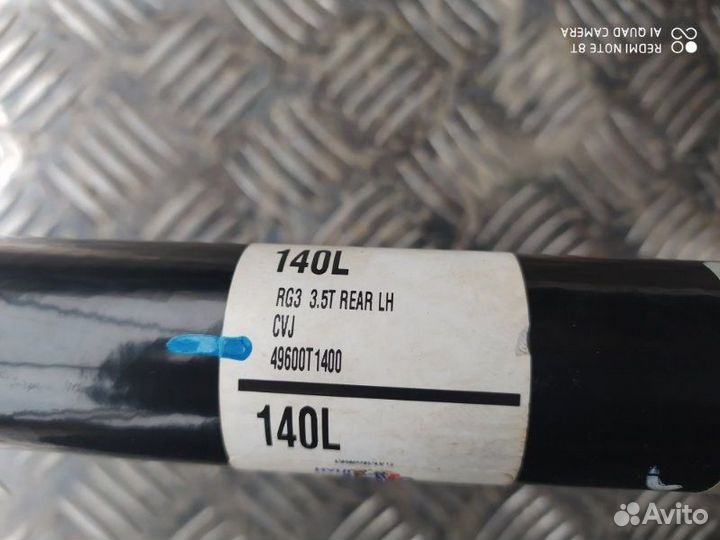 REDMI NOTE 8T
AI QUAD CAMERA
140L
RG3 3.5T REAR LH
CVJ
49600T1400
140L
Avito